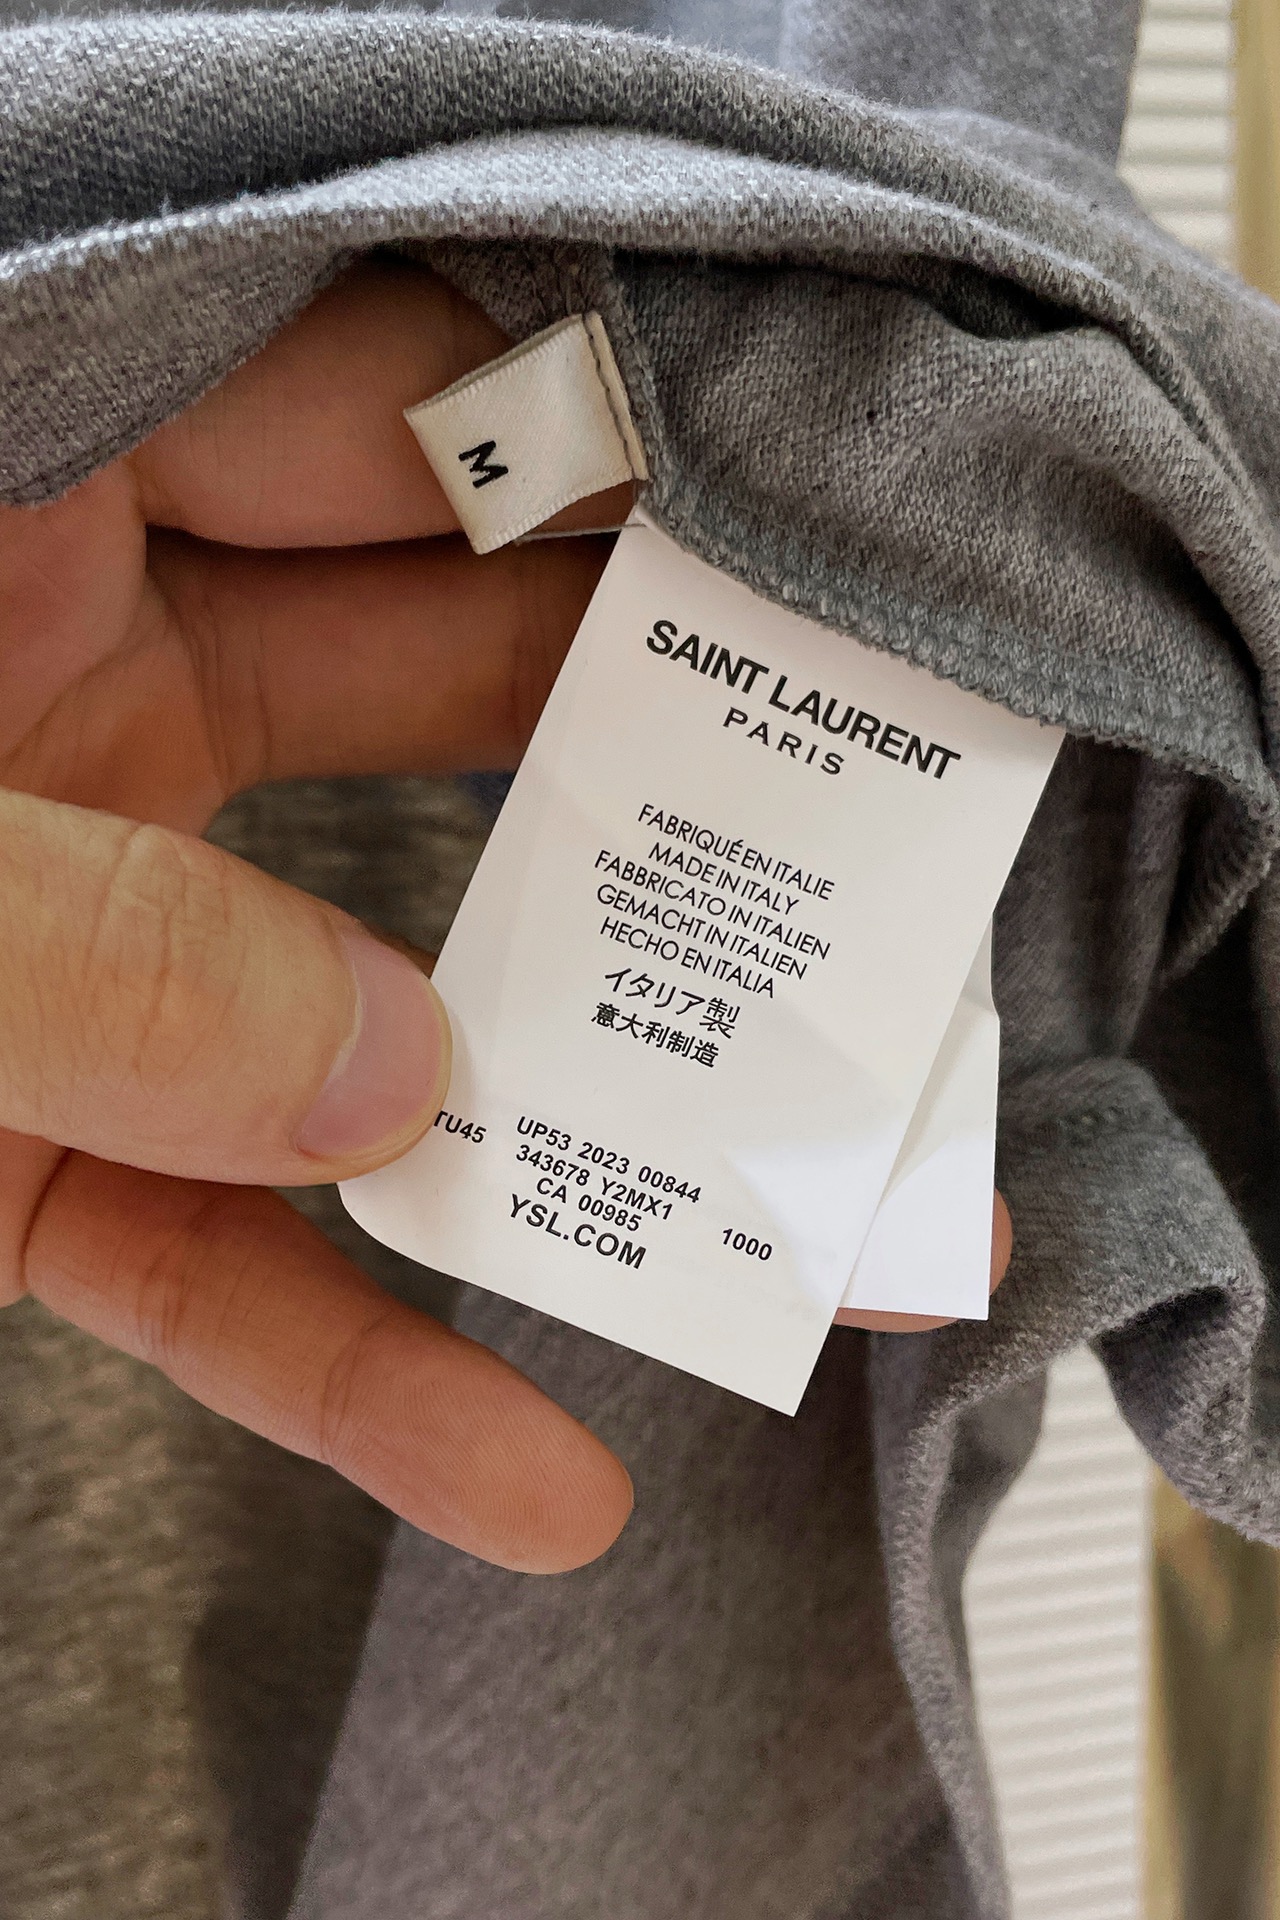 M
SAINT LAURENT
PARIS
FABRIQUÉ EN ITALIE
MADE IN ITALY
FABBRICATO IN ITALIEN
GEMACHT IN ITALIEN
HECHO EN ITALIA
イタリア製
意大利制造
TU45 UP53 2023 00844
343678 Y2MX1
CA 00985 1000
YSL.COM